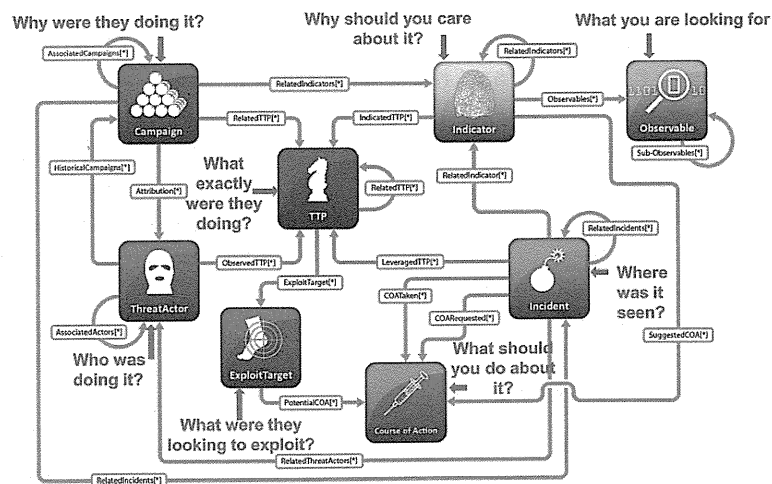 Why were they doing it?
Why should you care
about it?
What you are looking for
AssociatedCampaigns[*]
RelatedIndicators[*]
RelatedIndicators[*]
Observables[*]
Campaign
Indicator
Observable
RelatedTTP[*]
IndicatedTTP[*]
Sub-Observables[*]
HistoricalCampaigns[*]
Attribution[*]
What
exactly
were they
doing?
TTP
RelatedTTP[*]
RelatedIndicator[*]
RelatedIncidents[*]
ObservedTTP[*]
LeveragedTTP[*]
ThreatActor
Incident
Where
was it
seen?
ExploitTarget[*]
COATaken[*]
COARequested[*]
AssociatedActors[*]
Who was
doing it?
ExploitTarget
What should
you do about
it?
SuggestedCOA[*]
PotentialCOA[*]
Course of Action
What were they
looking to exploit?
RelatedThreatActors[*]
RelatedIncidents[*]